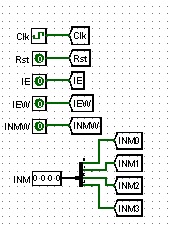 Clk Clk
Rst 0 Rst
IE 0 IE
IEW 0 IEW
INMW 0 INMW
INM0
INM1
INM 0 0 0 0
INM2
INM3